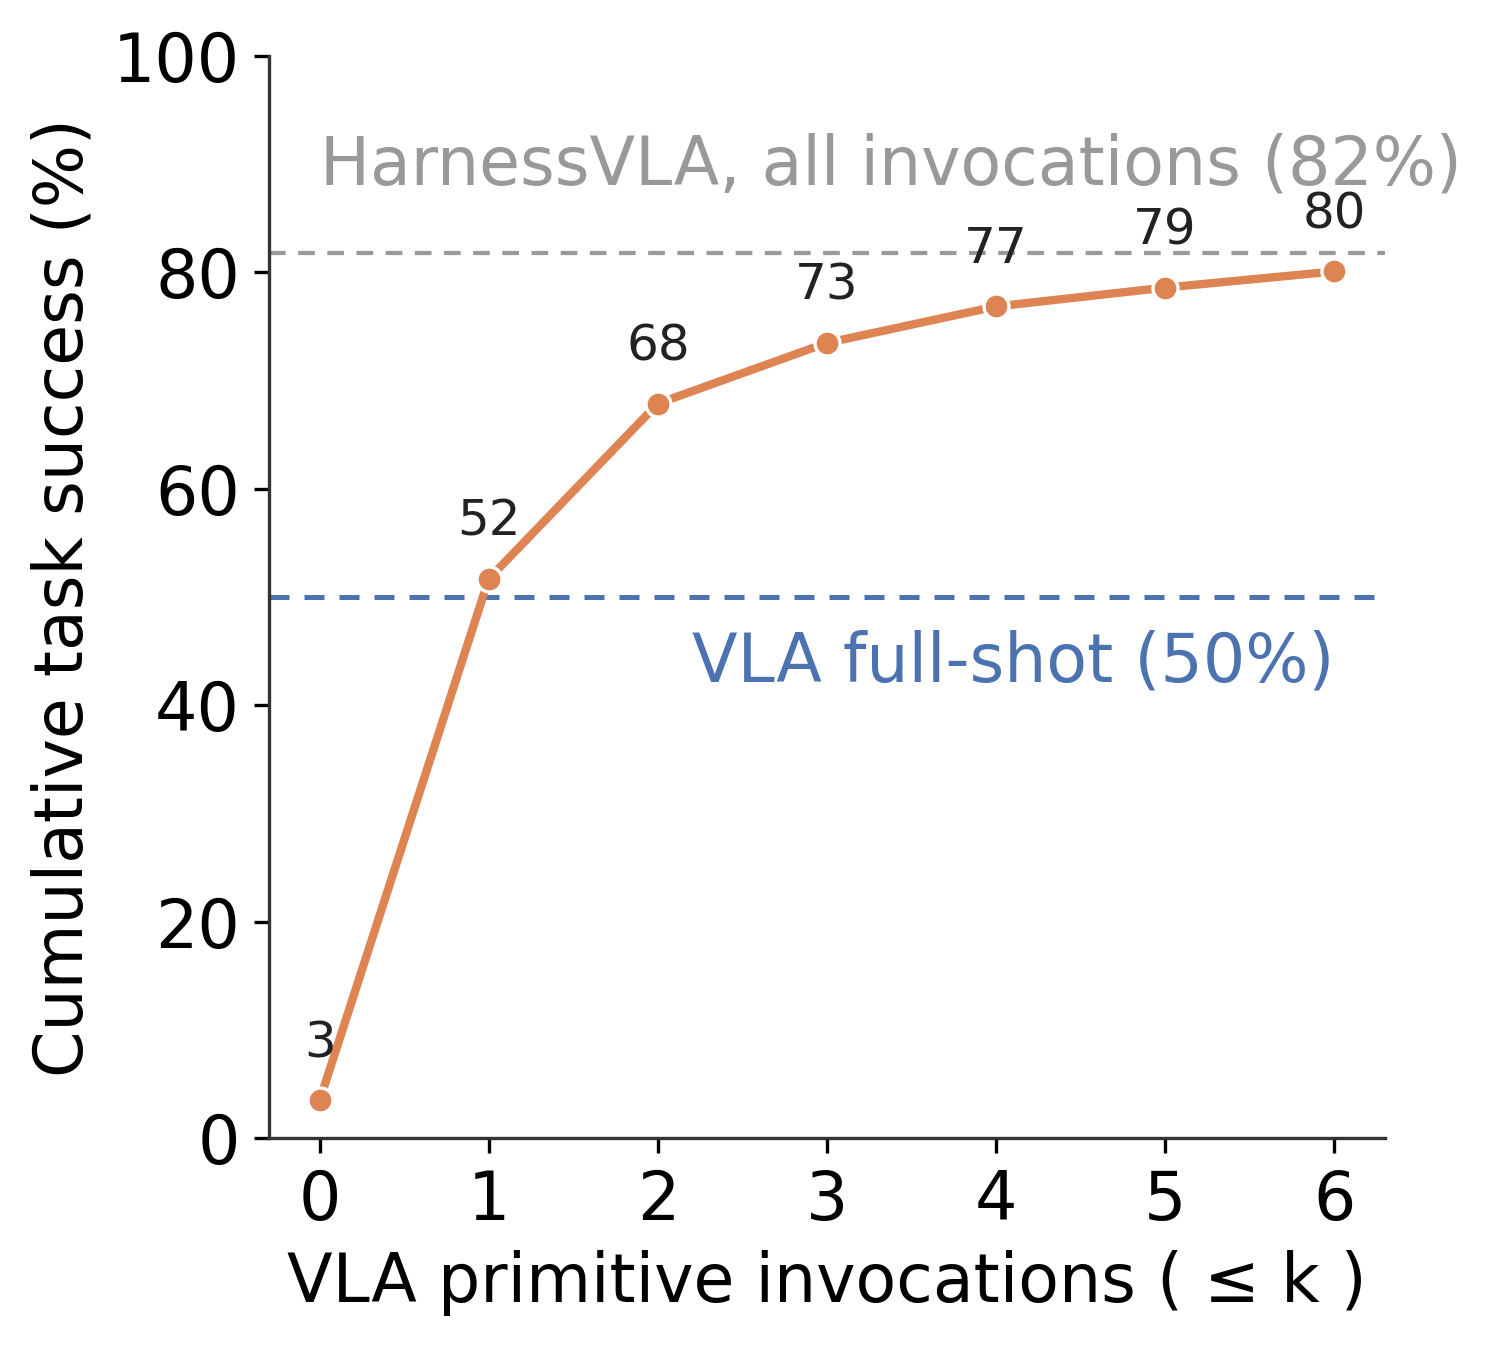 100
80
60
40
20
0
Cumulative task success (%)
HarnessVLA, all invocations (82%)
3
52
68
73
77
79
80
VLA full-shot (50%)
0 1 2 3 4 5 6
VLA primitive invocations ( ≤ k )